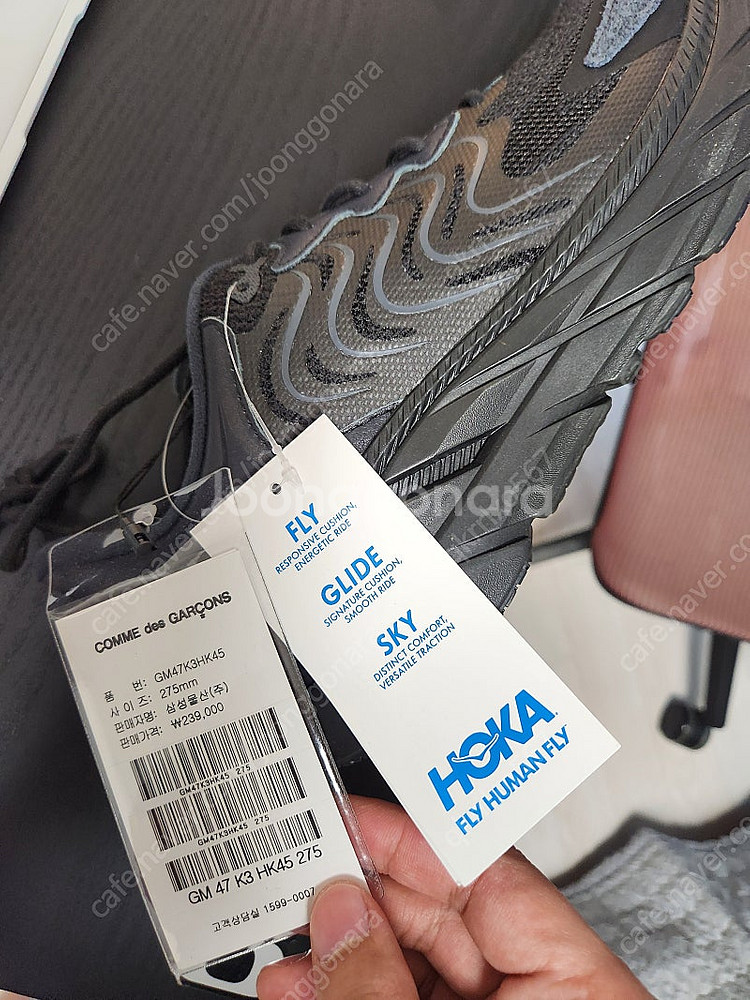 COMME des GARÇONS
품 번: GM47K3HK45
사 이 즈: 275mm
판매자명: 삼성물산(주)
판매가격: ₩239,000
GM47K3HK45 275
GM47K3HK45 275
GM 47 K3 HK45 275
고객상담실 1599-0007
FLY
RESPONSIVE CUSHION,
ENERGETIC RIDE
GLIDE
SIGNATURE CUSHION,
SMOOTH RIDE
SKY
DISTINCT COMFORT,
VERSATILE TRACTION
HOKA
FLY HUMAN FLY
Joonggonara
cafe.naver.com/joonggonara